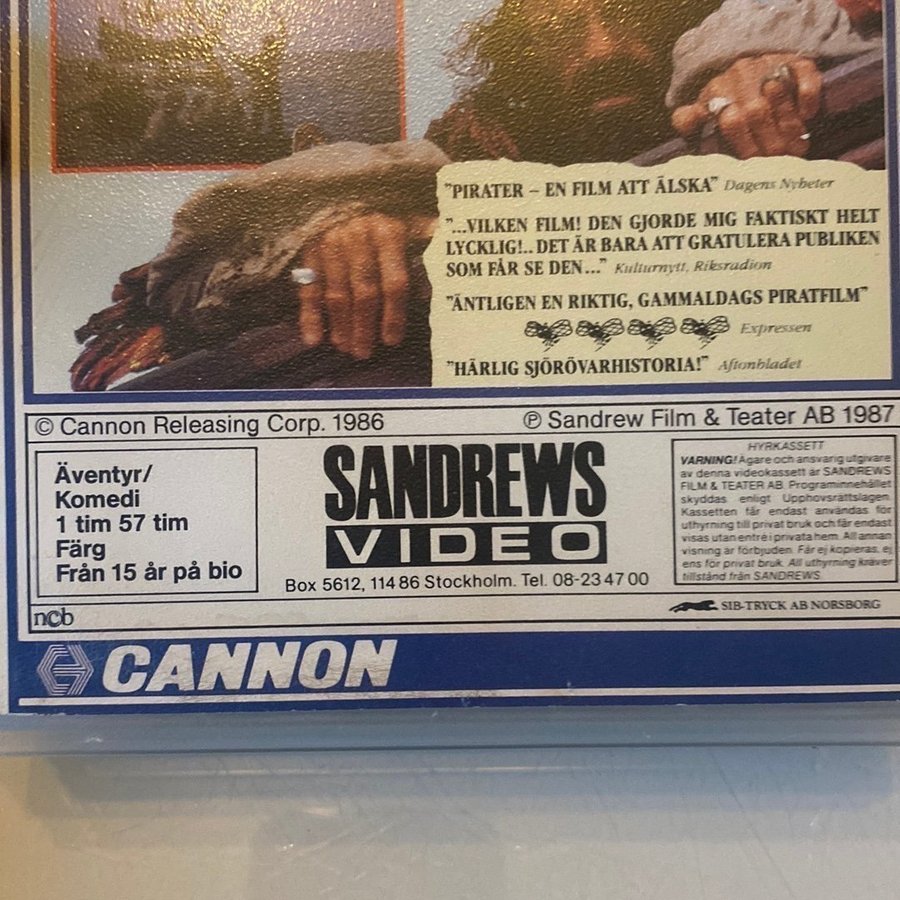 "PIRATER – EN FILM ATT ÄLSKA" Dagens Nyheter
"...VILKEN FILM! DEN GJORDE MIG FAKTISKT HELT
LYCKLIG!.. DET ÄR BARA ATT GRATULERA PUBLIKEN
SOM FÅR SE DEN..." Kulturnytt, Riksradion
"ÄNTLIGEN EN RIKTIG, GAMMALDAGS PIRATFILM"
Expressen
"HÄRLIG SJÖRÖVARHISTORIA!" Aftonbladet
© Cannon Releasing Corp. 1986
℗ Sandrew Film & Teater AB 1987
Äventyr/
Komedi
1 tim 57 tim
Färg
Från 15 år på bio
SANDREWS
VIDEO
Box 5612, 114 86 Stockholm. Tel. 08-23 47 00
HYRKASSETT
VARNING! Ägare och ansvarig utgivare
av denna videokassett är SANDREWS
FILM & TEATER AB. Programinnehållet
skyddas enligt Upphovsrättslagen.
Kassetten får endast användas för
uthyrning till privat bruk och får endast
visas utan entré i privata hem. All annan
visning är förbjuden. Får ej kopieras, ej
ens för privat bruk. All uthyrning kräver
tillstånd från SANDREWS.
ncb
SIB-TRYCK AB NORSBORG
CANNON